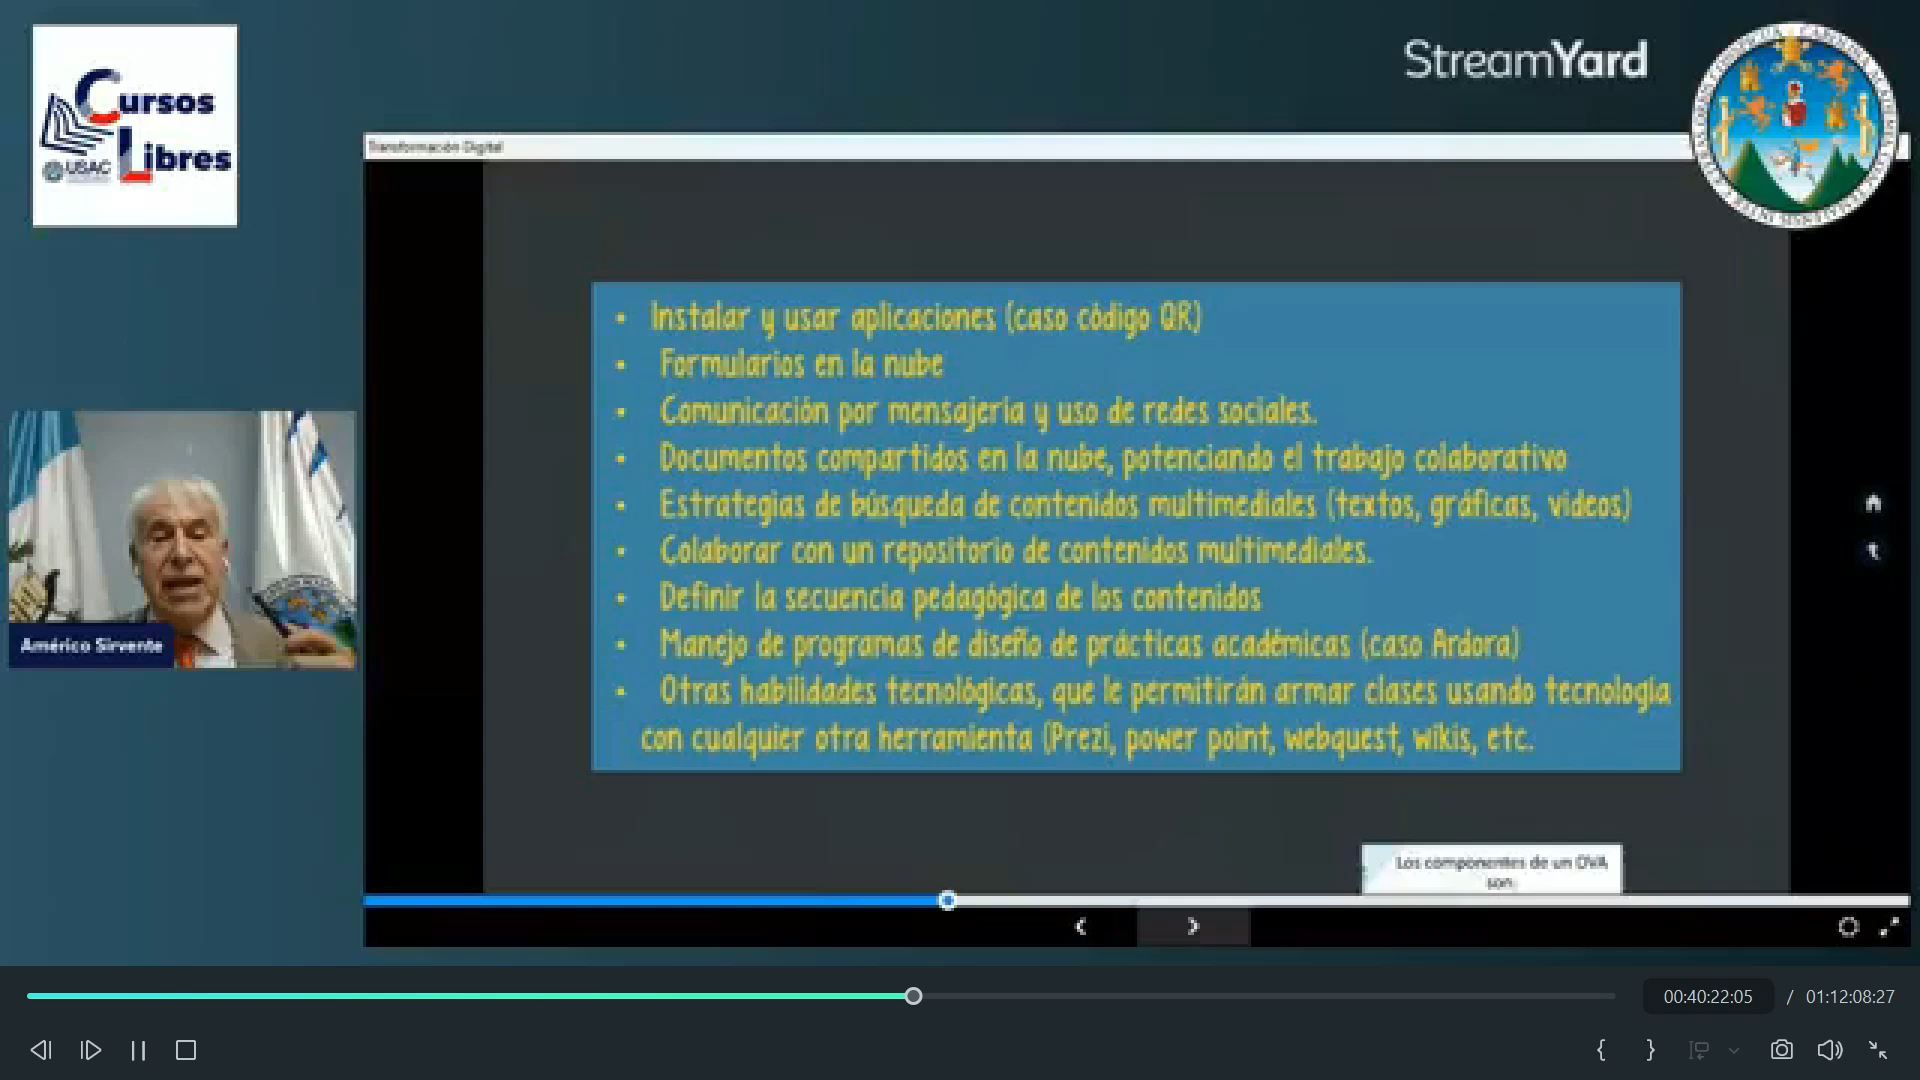 Cursos
Libres
USAC
StreamYard
Transformación Digital
• Instalar y usar aplicaciones (caso código QR)
• Formularios en la nube
• Comunicación por mensajería y uso de redes sociales.
• Documentos compartidos en la nube, potenciando el trabajo colaborativo
• Estrategias de búsqueda de contenidos multimediales (textos, gráficas, videos)
• Colaborar con un repositorio de contenidos multimediales.
• Definir la secuencia pedagógica de los contenidos
• Manejo de programas de diseño de prácticas académicas (caso Ardora)
• Otras habilidades tecnológicas, que le permitirán armar clases usando tecnología
con cualquier otra herramienta (Prezi, power point, webquest, wikis, etc.
Américo Sirvente
Los componentes de un OVA
son:
00:40:22:05 / 01:12:08:27